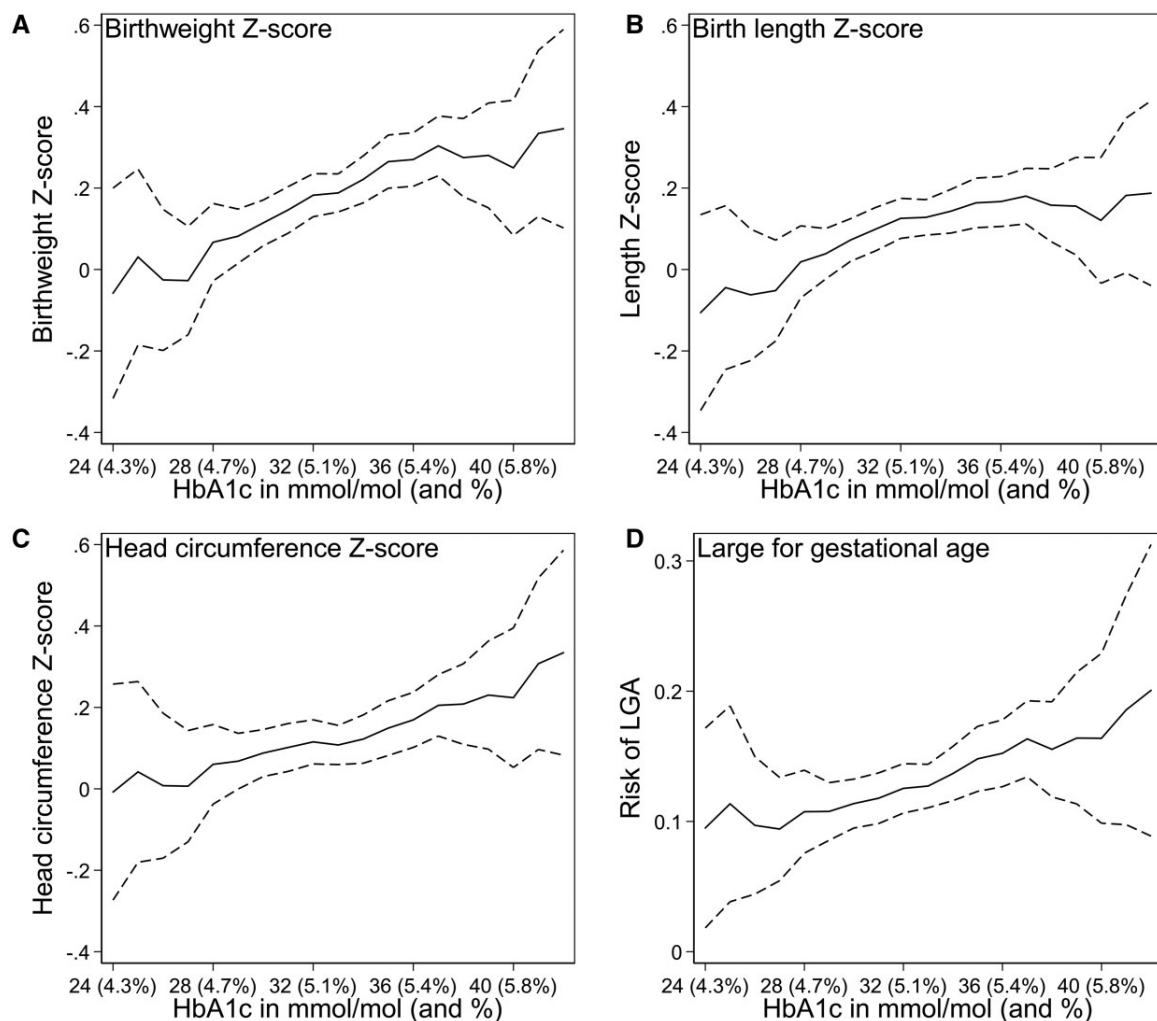 A
Birthweight Z-score
Birthweight Z-score
.6
.4
.2
0
-.2
-.4
24 (4.3%) 28 (4.7%) 32 (5.1%) 36 (5.4%) 40 (5.8%)
HbA1c in mmol/mol (and %)
B
Birth length Z-score
Length Z-score
.6
.4
.2
0
-.2
-.4
24 (4.3%) 28 (4.7%) 32 (5.1%) 36 (5.4%) 40 (5.8%)
HbA1c in mmol/mol (and %)
C
Head circumference Z-score
Head circumference Z-score
.6
.4
.2
0
-.2
-.4
24 (4.3%) 28 (4.7%) 32 (5.1%) 36 (5.4%) 40 (5.8%)
HbA1c in mmol/mol (and %)
D
Large for gestational age
Risk of LGA
0.3
0.2
0.1
0
24 (4.3%) 28 (4.7%) 32 (5.1%) 36 (5.4%) 40 (5.8%)
HbA1c in mmol/mol (and %)